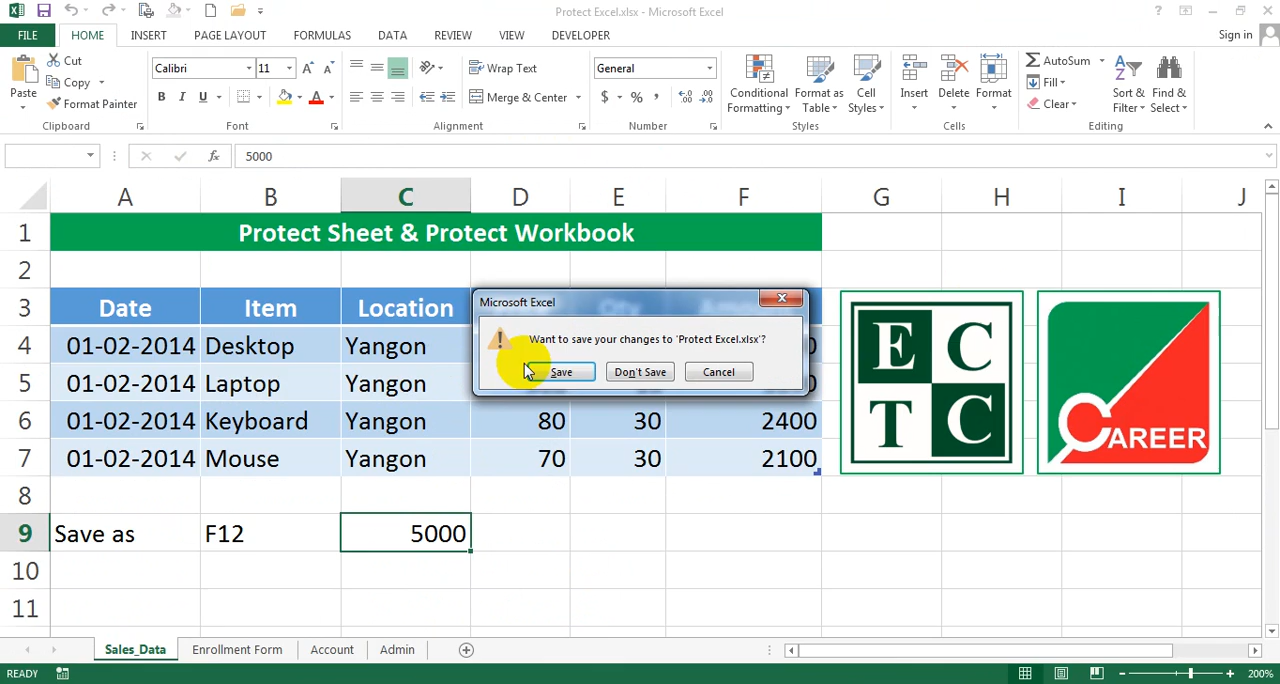 Protect Excel.xlsx - Microsoft Excel
?
FILE HOME INSERT PAGE LAYOUT FORMULAS DATA REVIEW VIEW DEVELOPER Sign in
Paste Cut Copy Format Painter
Clipboard
Calibri 11
B I U A
Font
Wrap Text
Merge & Center
Alignment
General
$ % ,
Number
Conditional Formatting Format as Table Cell Styles
Styles
Insert Delete Format
Cells
AutoSum
Fill
Clear
Sort & Filter Find & Select
Editing
fx 5000
A B C D E F G H I J
1 Protect Sheet & Protect Workbook
2
3 Date Item Location
4 01-02-2014 Desktop Yangon
5 01-02-2014 Laptop Yangon
6 01-02-2014 Keyboard Yangon 80 30 2400
7 01-02-2014 Mouse Yangon 70 30 2100
8
9 Save as F12 5000
10
11
Microsoft Excel
Want to save your changes to 'Protect Excel.xlsx'?
Save Don't Save Cancel
E C
T C
CAREER
Sales_Data Enrollment Form Account Admin
READY 200%